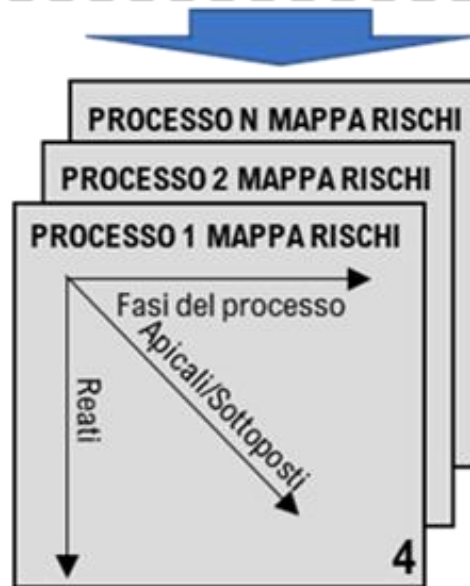 PROCESSO N MAPPA RISCHI
PROCESSO 2 MAPPA RISCHI
PROCESSO 1 MAPPA RISCHI
Fasi del processo
Apicali/Sottoposti
Reati
4